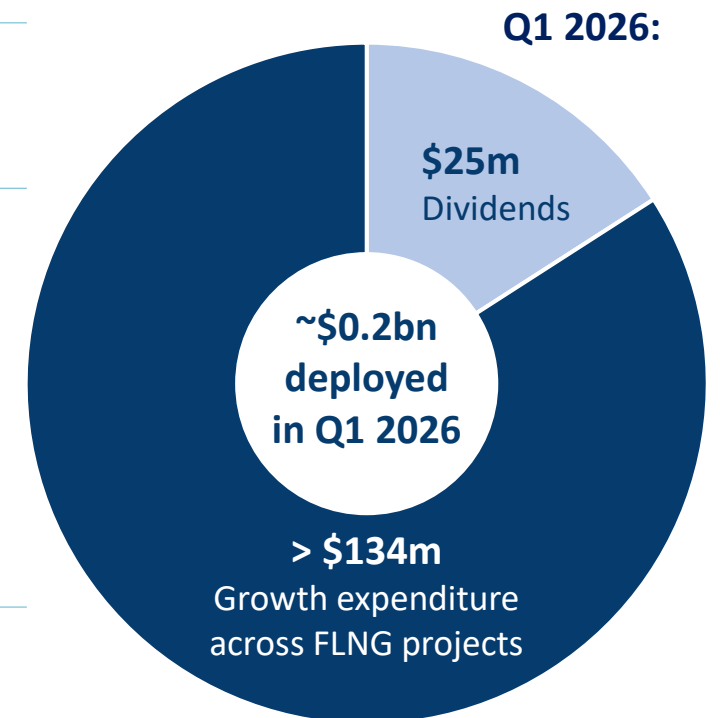 Q1 2026:
$25m
Dividends
~$0.2bn
deployed
in Q1 2026
> $134m
Growth expenditure
across FLNG projects